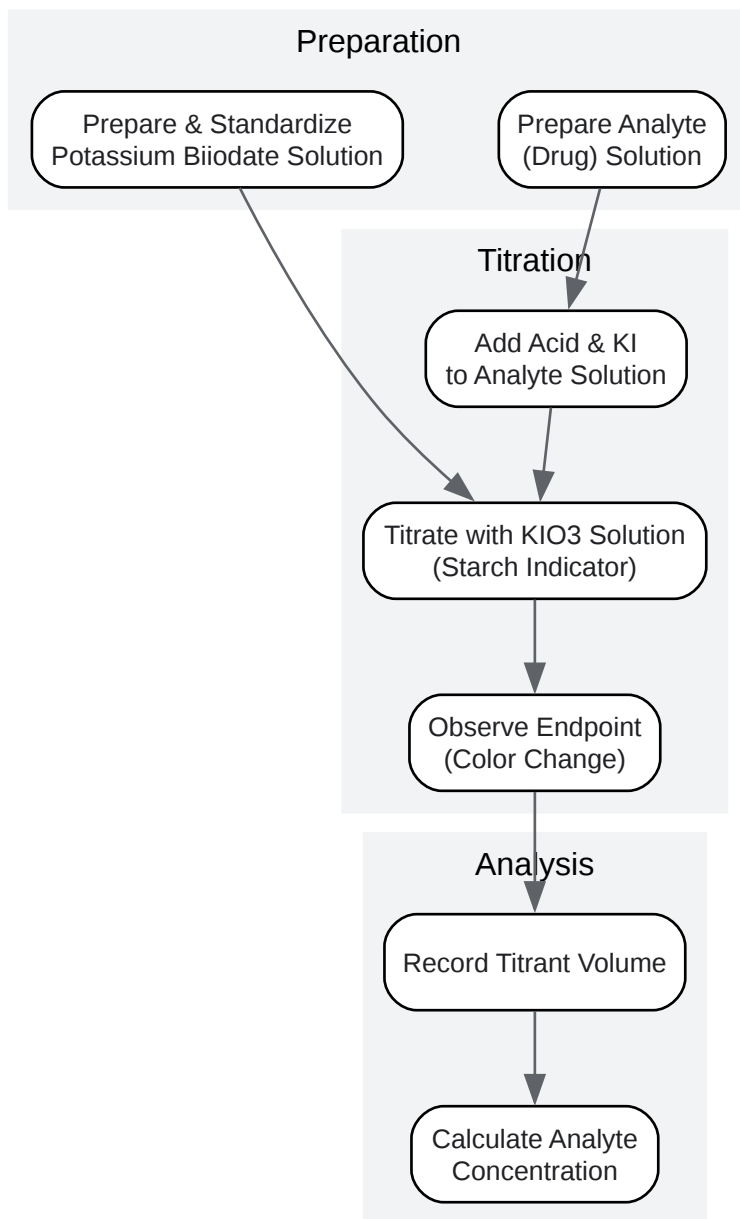 Preparation
Prepare & Standardize
Potassium Biiodate Solution
Prepare Analyte
(Drug) Solution
Titration
Add Acid & KI
to Analyte Solution
Titrate with KIO3 Solution
(Starch Indicator)
Observe Endpoint
(Color Change)
Analysis
Record Titrant Volume
Calculate Analyte
Concentration